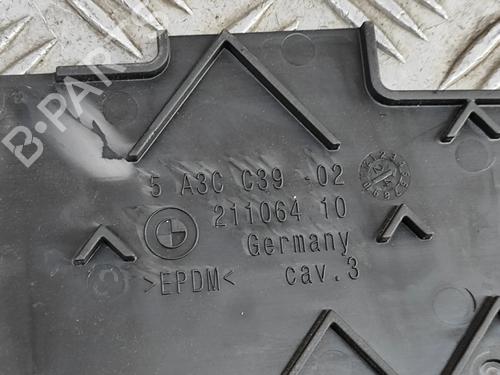 B-PAR
5 A3C C39 -02
211064 10
Germany
>EPDM< cav.3